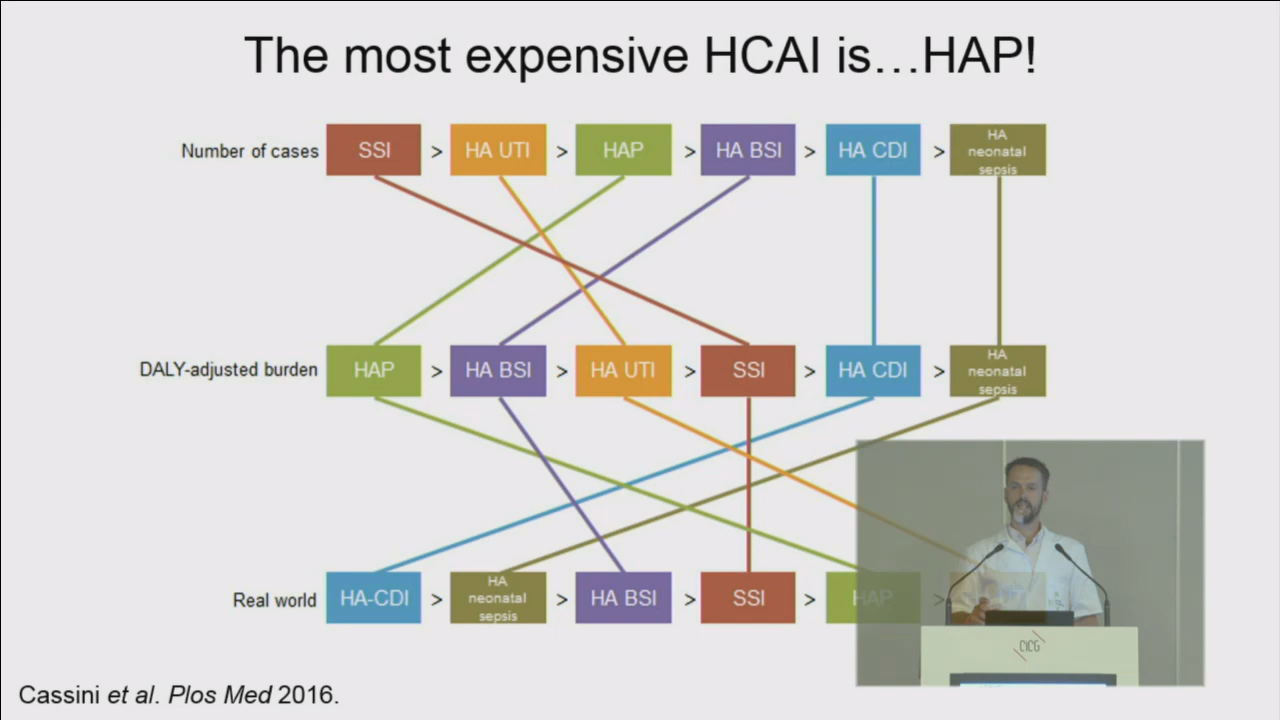 The most expensive HCAI is…HAP!
Number of cases SSI > HA UTI > HAP > HA BSI > HA CDI > HA neonatal sepsis
DALY-adjusted burden HAP > HA BSI > HA UTI > SSI > HA CDI > HA neonatal sepsis
Real world HA-CDI > HA neonatal sepsis > HA BSI > SSI > HAP >
CiCG
Cassini et al. Plos Med 2016.